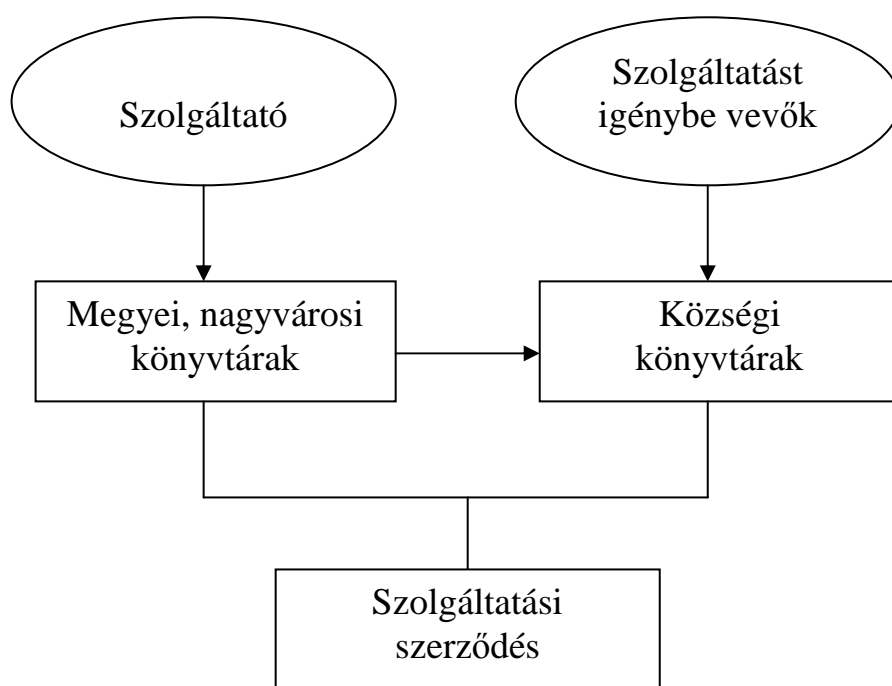 Szolgáltató
Szolgáltatást
igénybe vevők
Megyei, nagyvárosi
könyvtárak
Községi
könyvtárak
Szolgáltatási
szerződés